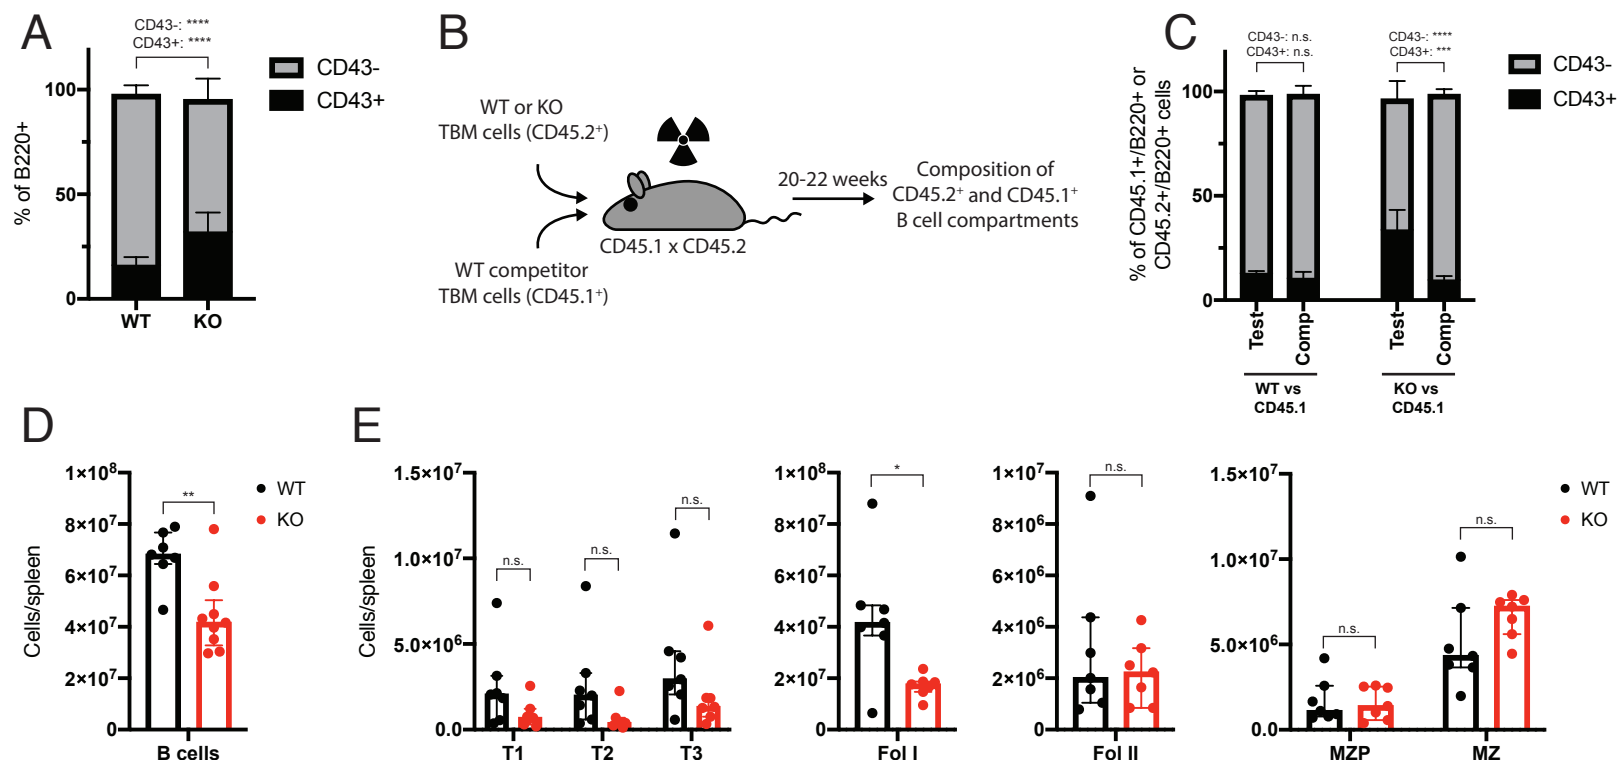 A
CD43-: ****
CD43+: ****
% of B220+
100
50
0
WT
KO
CD43-
CD43+
B
WT or KO
TBM cells (CD45.2⁺)
WT competitor
TBM cells (CD45.1⁺)
CD45.1 x CD45.2
20-22 weeks
Composition of
CD45.2⁺ and CD45.1⁺
B cell compartments
C
CD43-: n.s.
CD43+: n.s.
CD43-: ****
CD43+: ***
% of CD45.1+/B220+ or
CD45.2+/B220+ cells
100
50
0
Test
Comp
Test
Comp
WT vs
CD45.1
KO vs
CD45.1
CD43-
CD43+
D
Cells/spleen
1×10⁸
8×10⁷
6×10⁷
4×10⁷
2×10⁷
0
**
B cells
WT
KO
E
Cells/spleen
1.5×10⁷
1.0×10⁷
5.0×10⁶
0.0
n.s.
n.s.
n.s.
T1
T2
T3
1×10⁸
8×10⁷
6×10⁷
4×10⁷
2×10⁷
0
*
Fol I
1×10⁷
8×10⁶
6×10⁶
4×10⁶
2×10⁶
0
n.s.
Fol II
1.5×10⁷
1.0×10⁷
5.0×10⁶
0.0
n.s.
n.s.
MZP
MZ
WT
KO